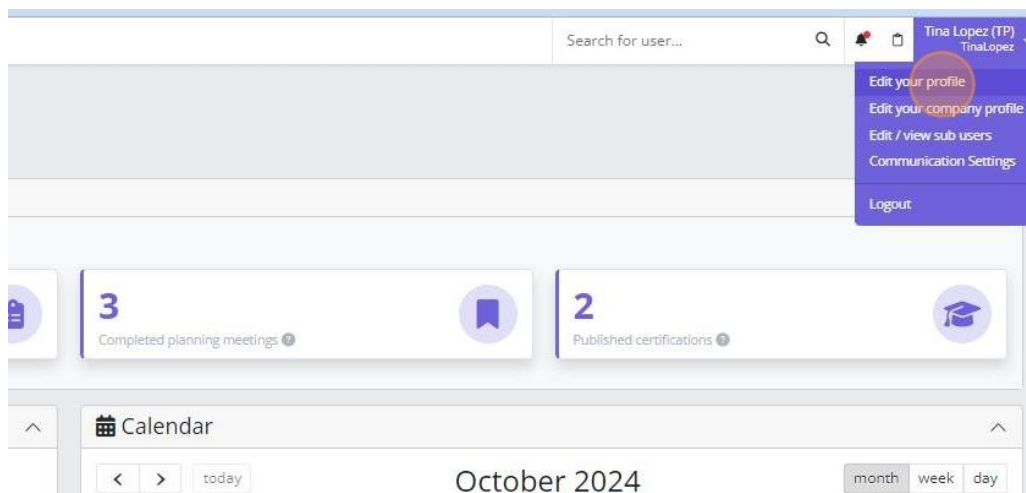 Search for user...
Tina Lopez (TP)
TinaLopez
Edit your profile
Edit your company profile
Edit / view sub users
Communication Settings
Logout
3
Completed planning meetings
2
Published certifications
Calendar
today
October 2024
month week day